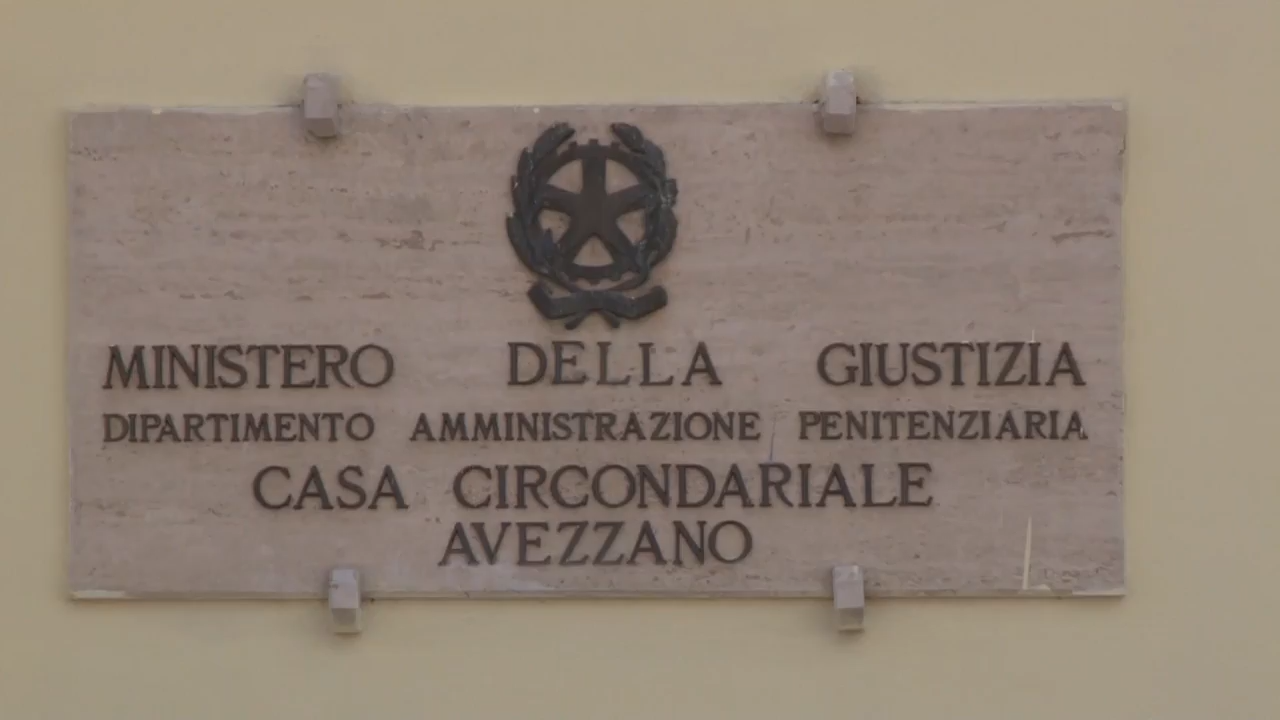 MINISTERO DELLA GIUSTIZIA
DIPARTIMENTO AMMINISTRAZIONE PENITENZIARIA
CASA CIRCONDARIALE
AVEZZANO